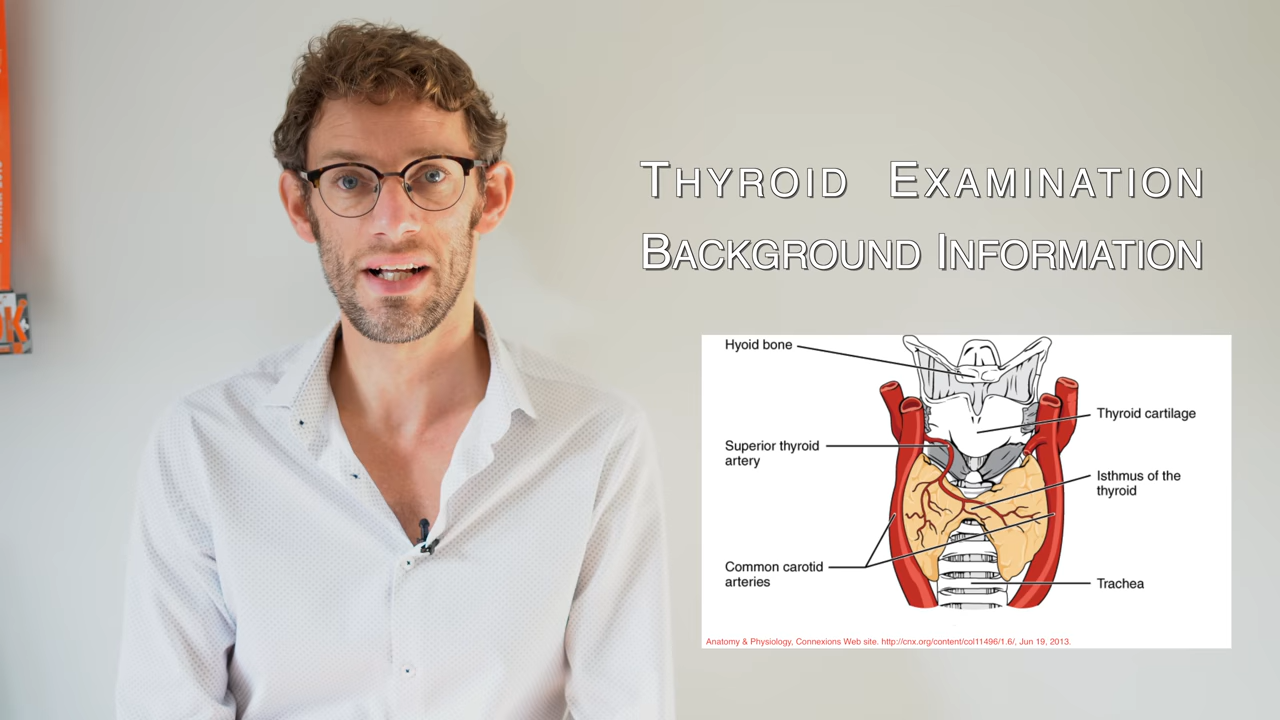 THYROID EXAMINATION
BACKGROUND INFORMATION
Hyoid bone
Thyroid cartilage
Superior thyroid
artery
Isthmus of the
thyroid
Common carotid
arteries
Trachea
Anatomy & Physiology, Connexions Web site. http://cnx.org/content/col11496/1.6/, Jun 19, 2013.